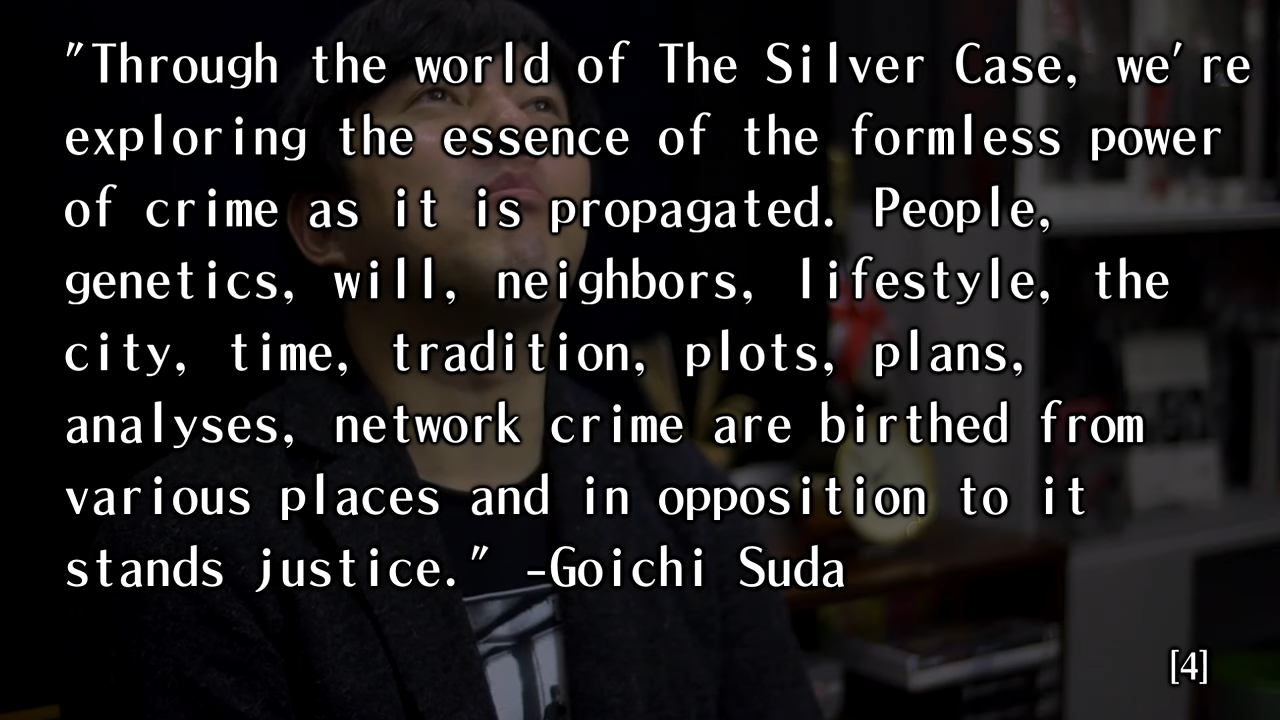 "Through the world of The Silver Case, we're
exploring the essence of the formless power
of crime as it is propagated. People,
genetics, will, neighbors, lifestyle, the
city, time, tradition, plots, plans,
analyses, network crime are birthed from
various places and in opposition to it
stands justice." -Goichi Suda
[4]